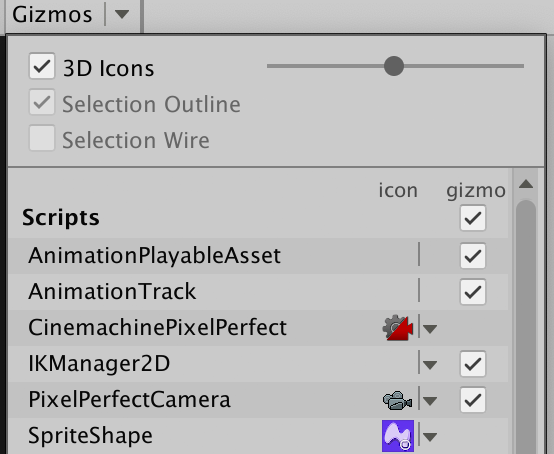 Gizmos
3D Icons
Selection Outline
Selection Wire
icon gizmo
Scripts
AnimationPlayableAsset
AnimationTrack
CinemachinePixelPerfect
IKManager2D
PixelPerfectCamera
SpriteShape